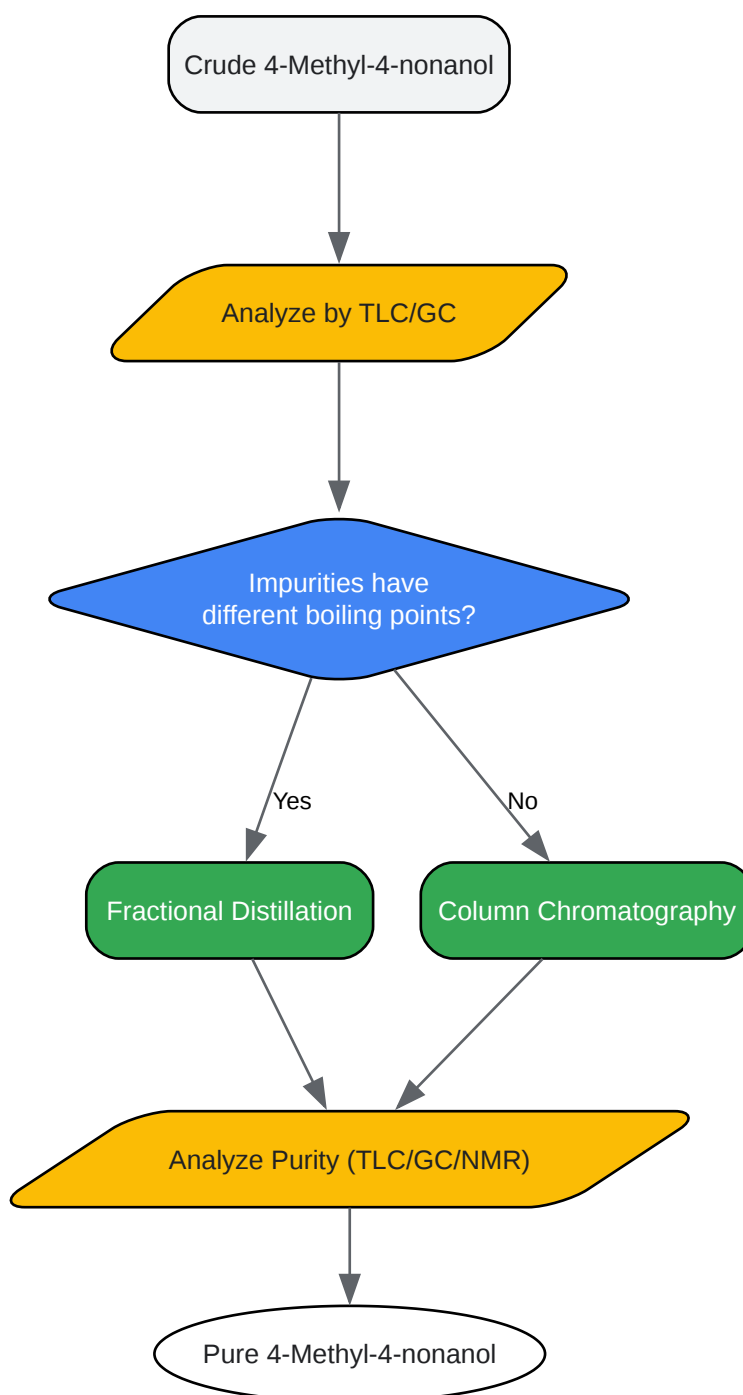 Crude 4-Methyl-4-nonanol
Analyze by TLC/GC
Impurities have
different boiling points?
Yes
No
Fractional Distillation
Column Chromatography
Analyze Purity (TLC/GC/NMR)
Pure 4-Methyl-4-nonanol